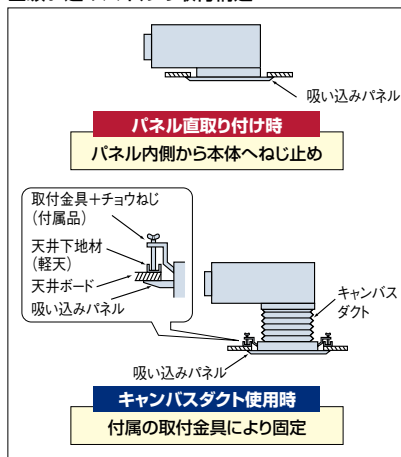 吸い込みパネル
パネル直取り付け時
パネル内側から本体へねじ止め
取付金具＋チョウねじ
(付属品)
天井下地材
(軽天)
天井ボード
吸い込みパネル
キャンバス
ダクト
吸い込みパネル
キャンバスダクト使用時
付属の取付金具により固定